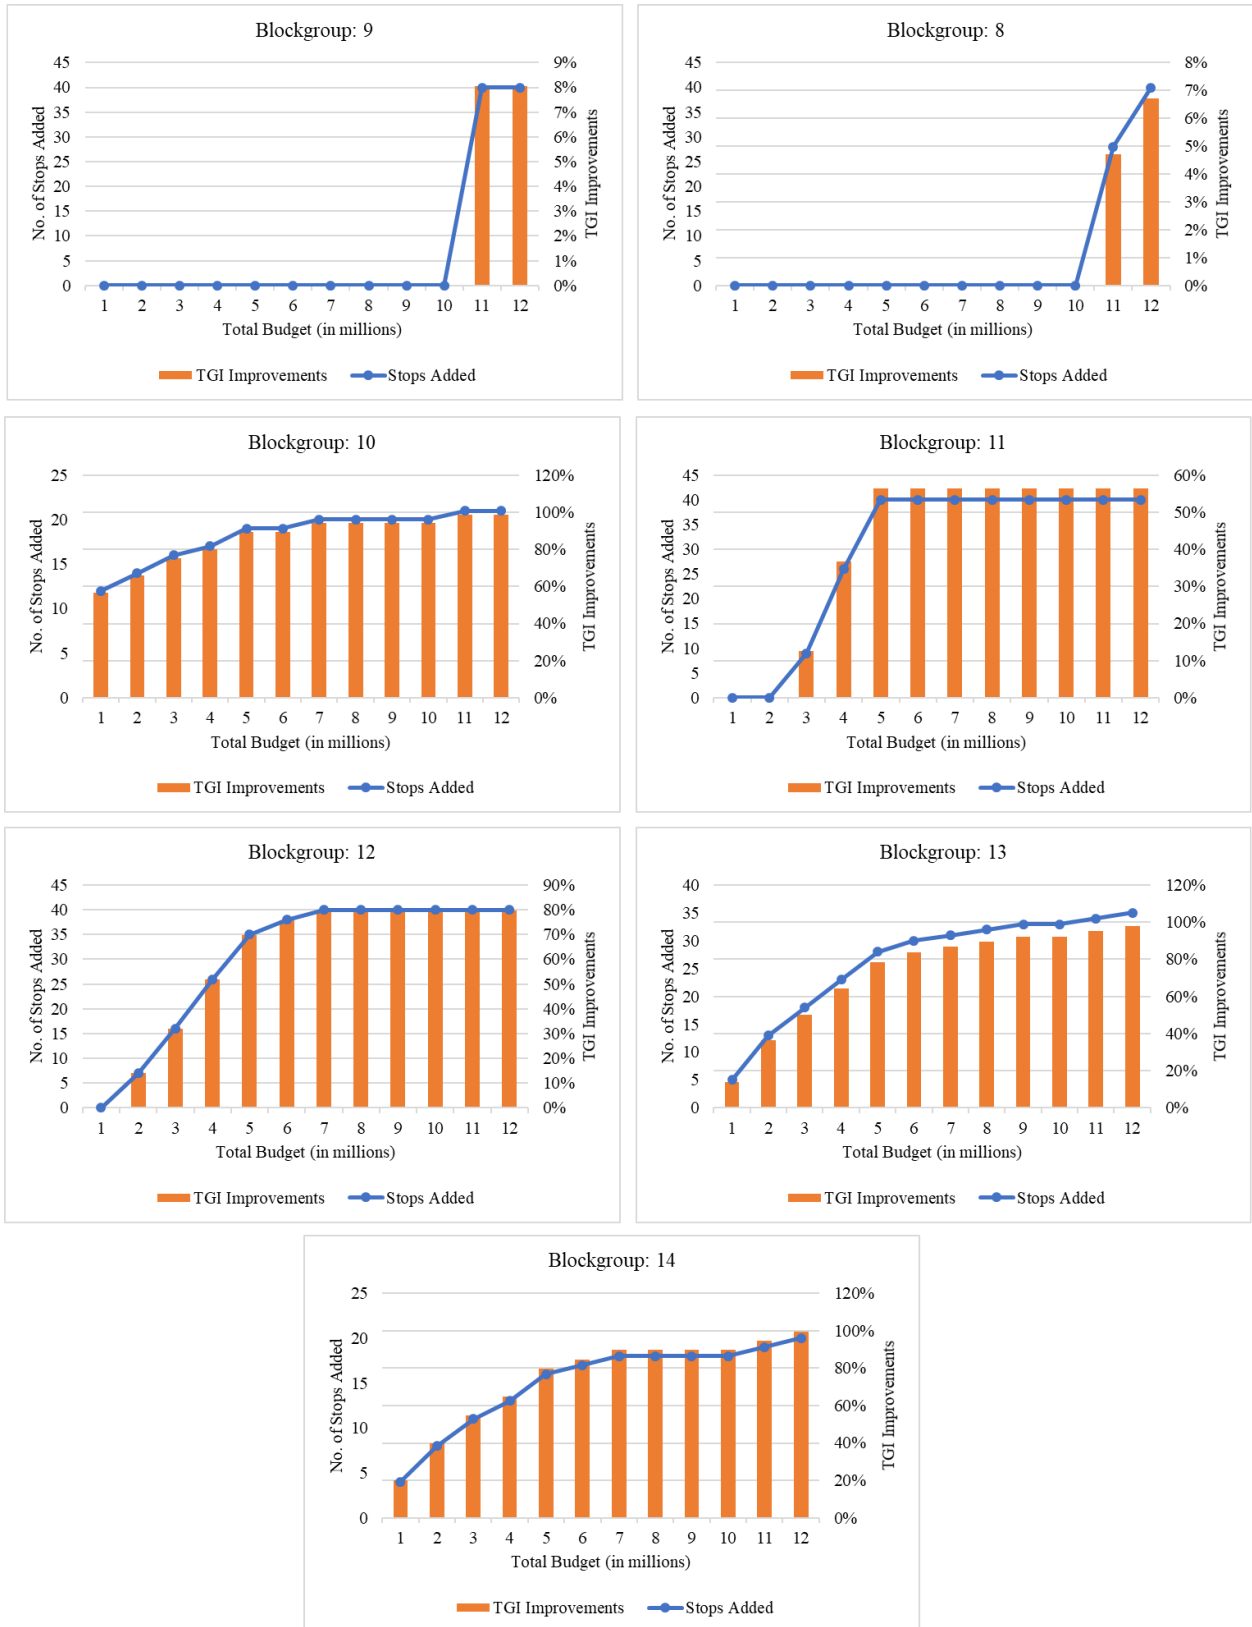 Blockgroup: 9
45
40
35
30
25
20
15
10
5
0
No. of Stops Added
9%
8%
7%
6%
5%
4%
3%
2%
1%
0%
TGI Improvements
1 2 3 4 5 6 7 8 9 10 11 12
Total Budget (in millions)
TGI Improvements Stops Added
Blockgroup: 8
45
40
35
30
25
20
15
10
5
0
No. of Stops Added
8%
7%
6%
5%
4%
3%
2%
1%
0%
TGI Improvements
1 2 3 4 5 6 7 8 9 10 11 12
Total Budget (in millions)
TGI Improvements Stops Added
Blockgroup: 10
25
20
15
10
5
0
No. of Stops Added
120%
100%
80%
60%
40%
20%
0%
TGI Improvements
1 2 3 4 5 6 7 8 9 10 11 12
Total Budget (in millions)
TGI Improvements Stops Added
Blockgroup: 11
45
40
35
30
25
20
15
10
5
0
No. of Stops Added
60%
50%
40%
30%
20%
10%
0%
TGI Improvements
1 2 3 4 5 6 7 8 9 10 11 12
Total Budget (in millions)
TGI Improvements Stops Added
Blockgroup: 12
45
40
35
30
25
20
15
10
5
0
No. of Stops Added
90%
80%
70%
60%
50%
40%
30%
20%
10%
0%
TGI Improvements
1 2 3 4 5 6 7 8 9 10 11 12
Total Budget (in millions)
TGI Improvements Stops Added
Blockgroup: 13
40
35
30
25
20
15
10
5
0
No. of Stops Added
120%
100%
80%
60%
40%
20%
0%
TGI Improvements
1 2 3 4 5 6 7 8 9 10 11 12
Total Budget (in millions)
TGI Improvements Stops Added
Blockgroup: 14
25
20
15
10
5
0
No. of Stops Added
120%
100%
80%
60%
40%
20%
0%
TGI Improvements
1 2 3 4 5 6 7 8 9 10 11 12
Total Budget (in millions)
TGI Improvements Stops Added